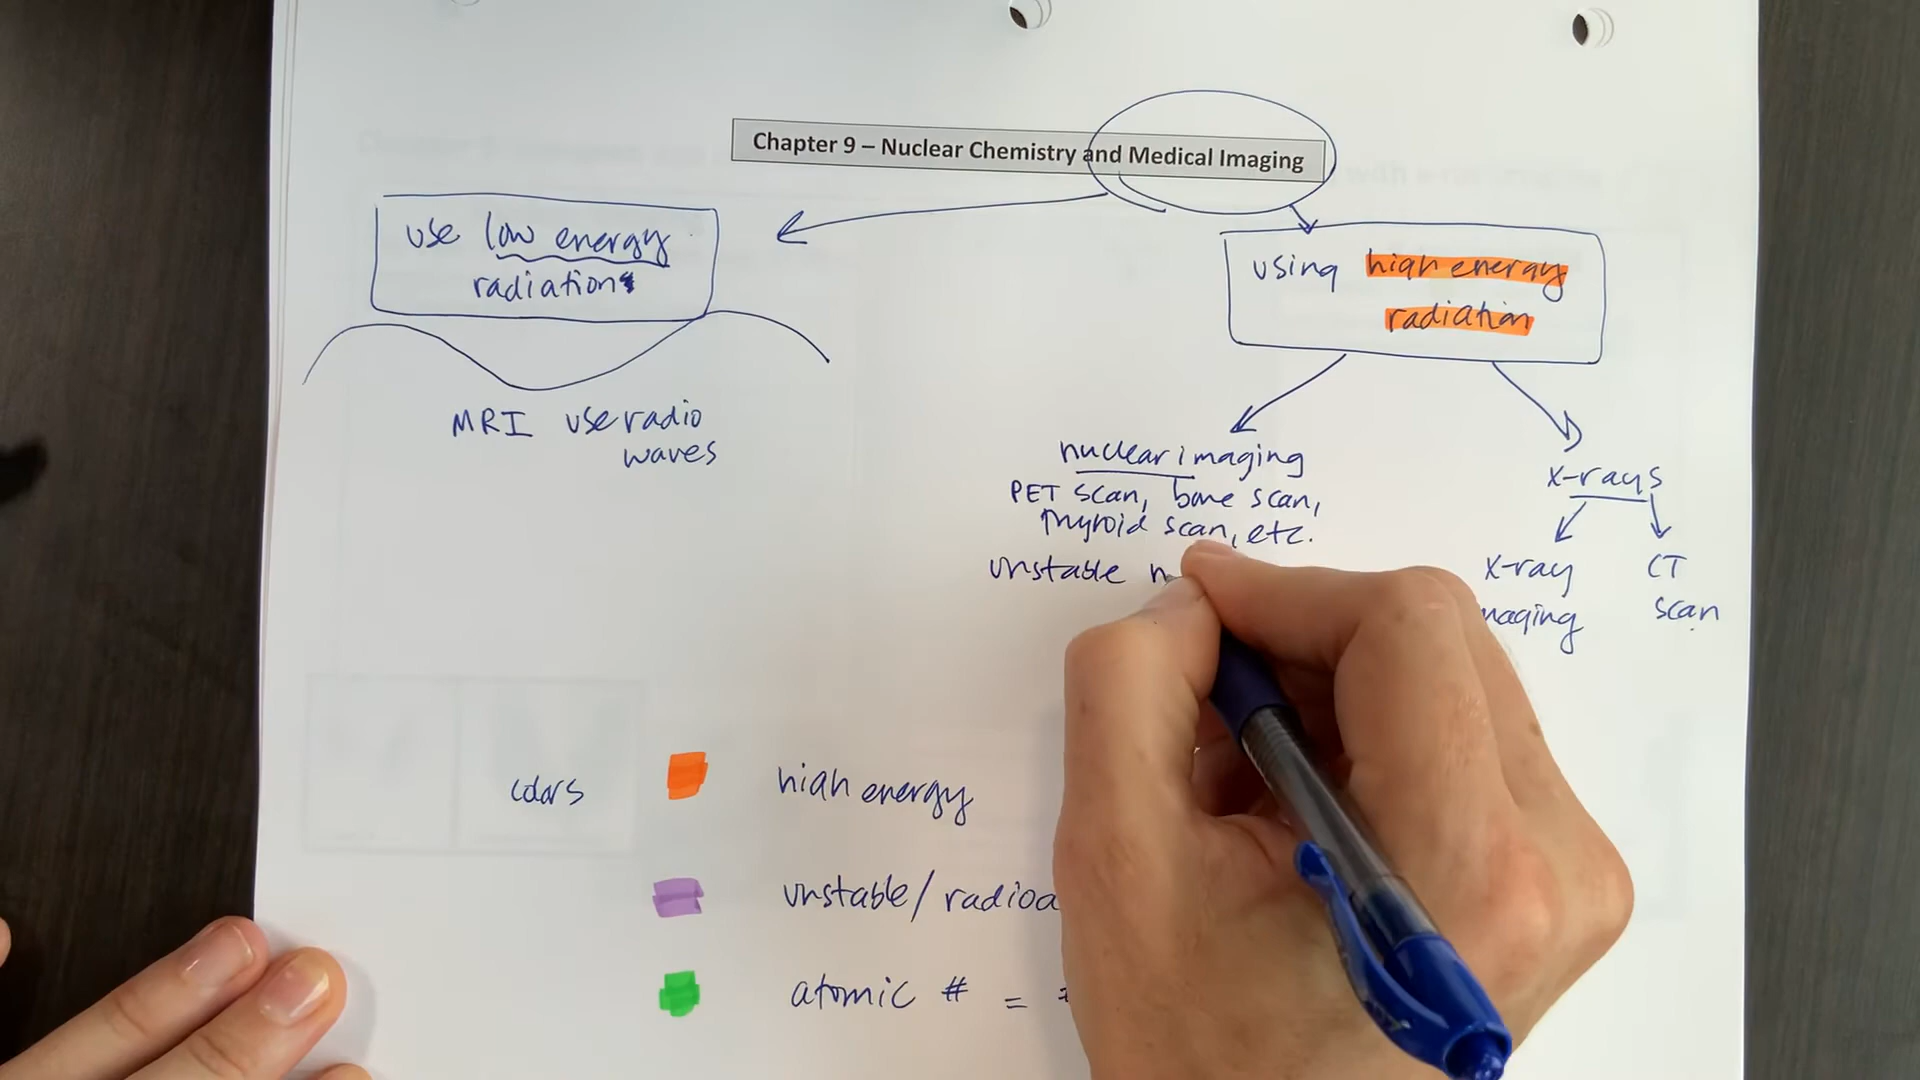 Chapter 9 – Nuclear Chemistry and Medical Imaging
use low energy
radiation
MRI use radio
waves
using high energy
radiation
nuclear imaging
PET scan, bone scan,
thyroid scan, etc.
unstable n
x-rays
x-ray
maging
CT
scan
colors
high energy
unstable/radioa
atomic # =